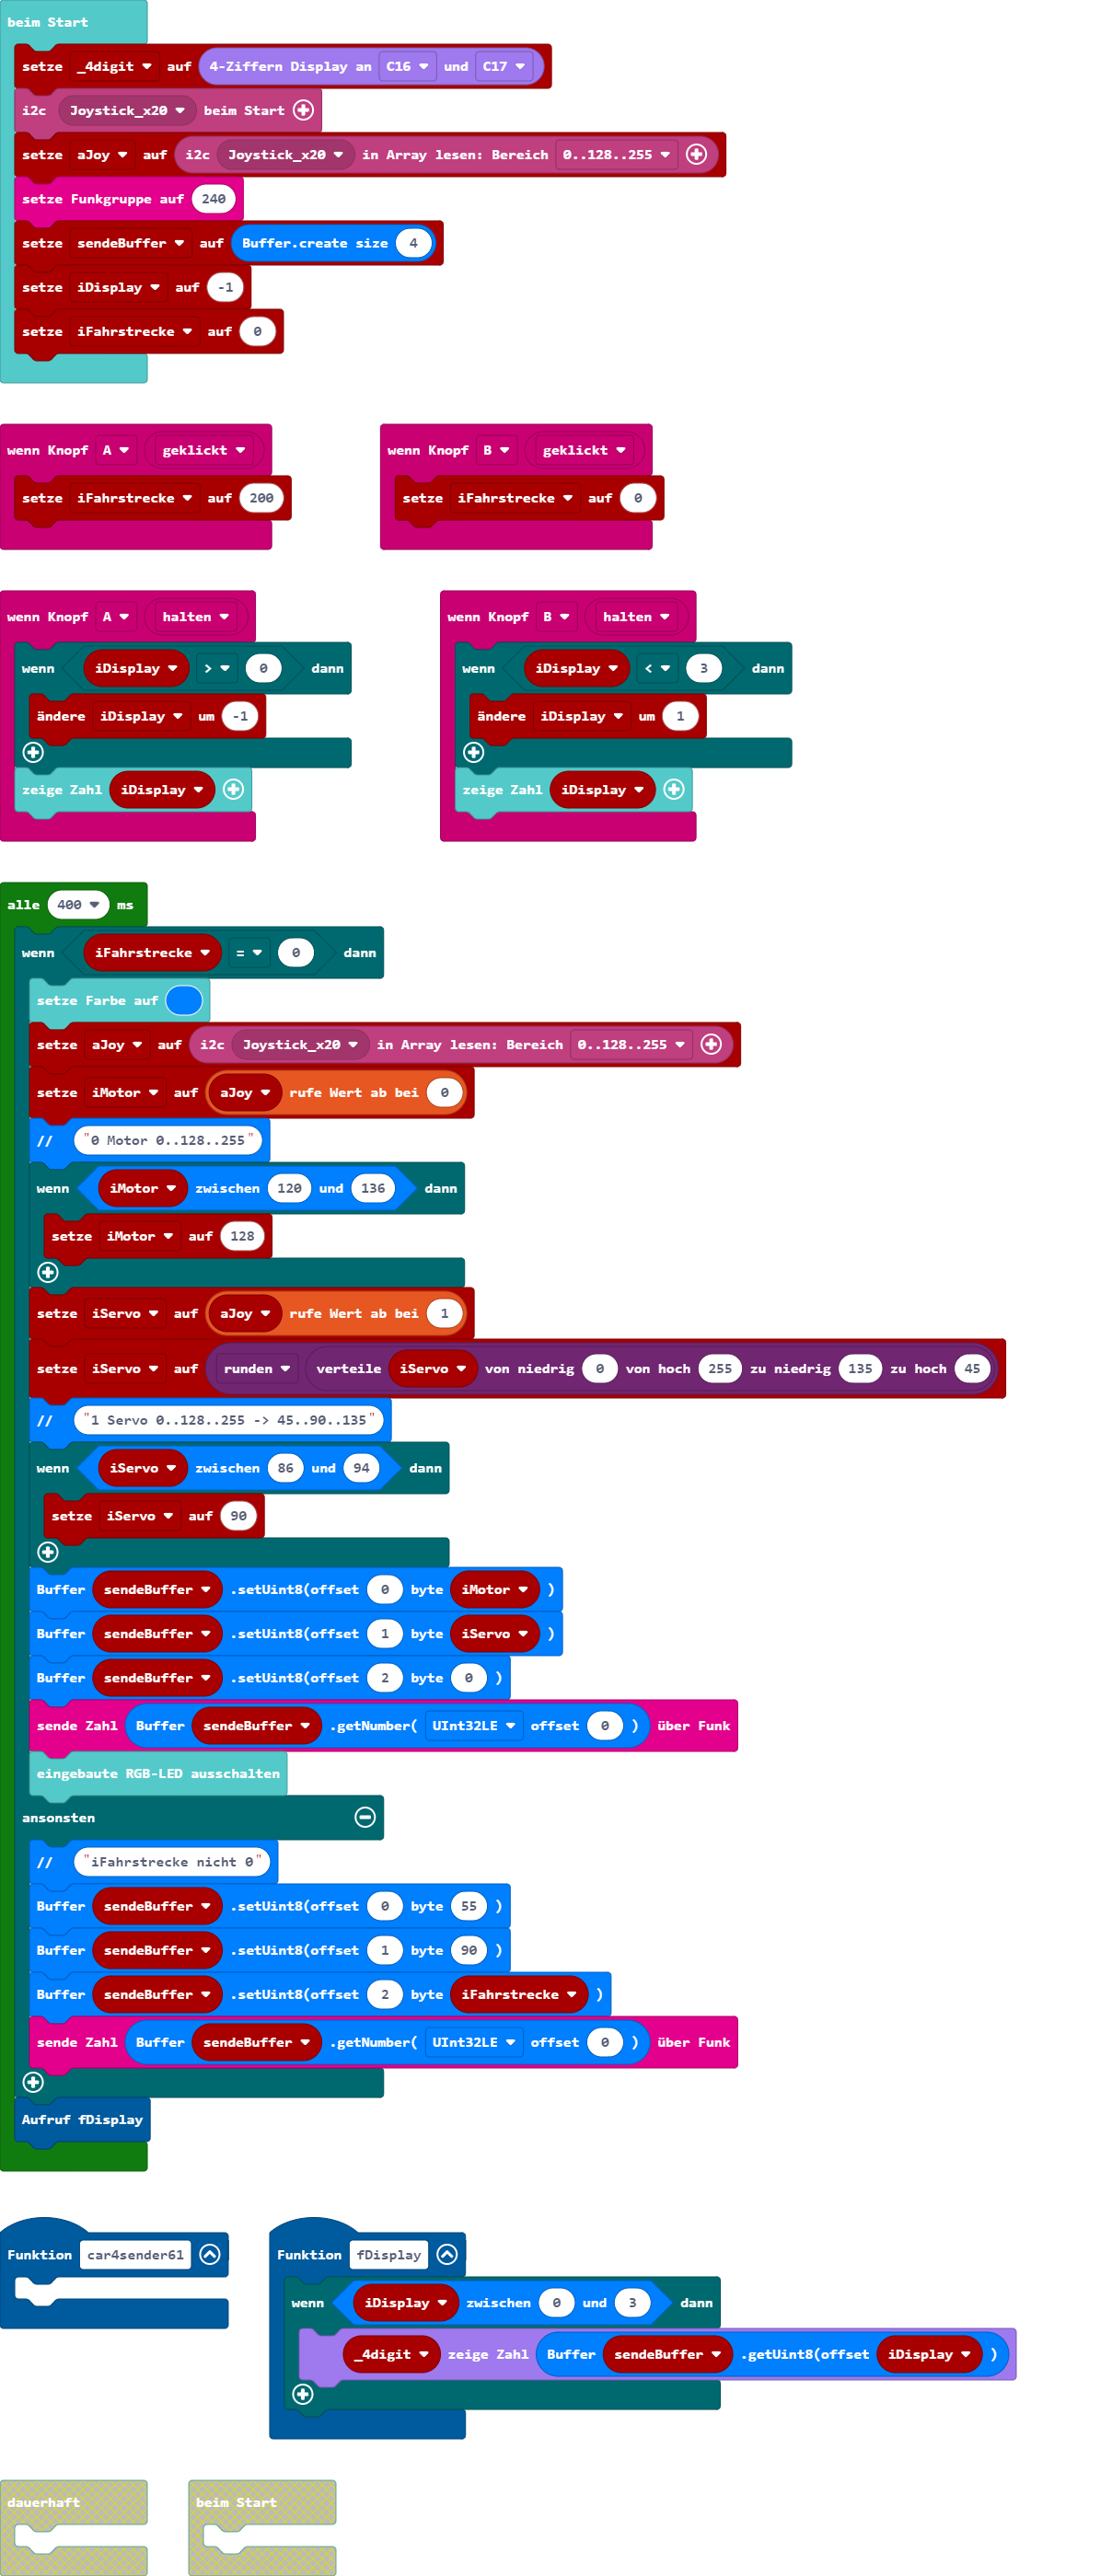 beim Start
setze _4digit auf 4-Ziffern Display an C16 und C17
i2c Joystick_x20 beim Start
setze aJoy auf i2c Joystick_x20 in Array lesen: Bereich 0..128..255
setze Funkgruppe auf 240
setze sendeBuffer auf Buffer.create size 4
setze iDisplay auf -1
setze iFahrstrecke auf 0
wenn Knopf A geklickt
setze iFahrstrecke auf 200
wenn Knopf B geklickt
setze iFahrstrecke auf 0
wenn Knopf A halten
wenn iDisplay > 0 dann
ändere iDisplay um -1
zeige Zahl iDisplay
wenn Knopf B halten
wenn iDisplay < 3 dann
ändere iDisplay um 1
zeige Zahl iDisplay
alle 400 ms
wenn iFahrstrecke = 0 dann
setze Farbe auf
setze aJoy auf i2c Joystick_x20 in Array lesen: Bereich 0..128..255
setze iMotor auf aJoy rufe Wert ab bei 0
// "0 Motor 0..128..255"
wenn iMotor zwischen 120 und 136 dann
setze iMotor auf 128
setze iServo auf aJoy rufe Wert ab bei 1
setze iServo auf runden verteile iServo von niedrig 0 von hoch 255 zu niedrig 135 zu hoch 45
// "1 Servo 0..128..255 -> 45..90..135"
wenn iServo zwischen 86 und 94 dann
setze iServo auf 90
Buffer sendeBuffer .setUint8(offset 0 byte iMotor )
Buffer sendeBuffer .setUint8(offset 1 byte iServo )
Buffer sendeBuffer .setUint8(offset 2 byte 0 )
sende Zahl Buffer sendeBuffer .getNumber( UInt32LE offset 0 ) über Funk
eingebaute RGB-LED ausschalten
ansonsten
// "iFahrstrecke nicht 0"
Buffer sendeBuffer .setUint8(offset 0 byte 55 )
Buffer sendeBuffer .setUint8(offset 1 byte 90 )
Buffer sendeBuffer .setUint8(offset 2 byte iFahrstrecke )
sende Zahl Buffer sendeBuffer .getNumber( UInt32LE offset 0 ) über Funk
Aufruf fDisplay
Funktion car4sender61
Funktion fDisplay
wenn iDisplay zwischen 0 und 3 dann
_4digit zeige Zahl Buffer sendeBuffer .getUint8(offset iDisplay )
dauerhaft
beim Start